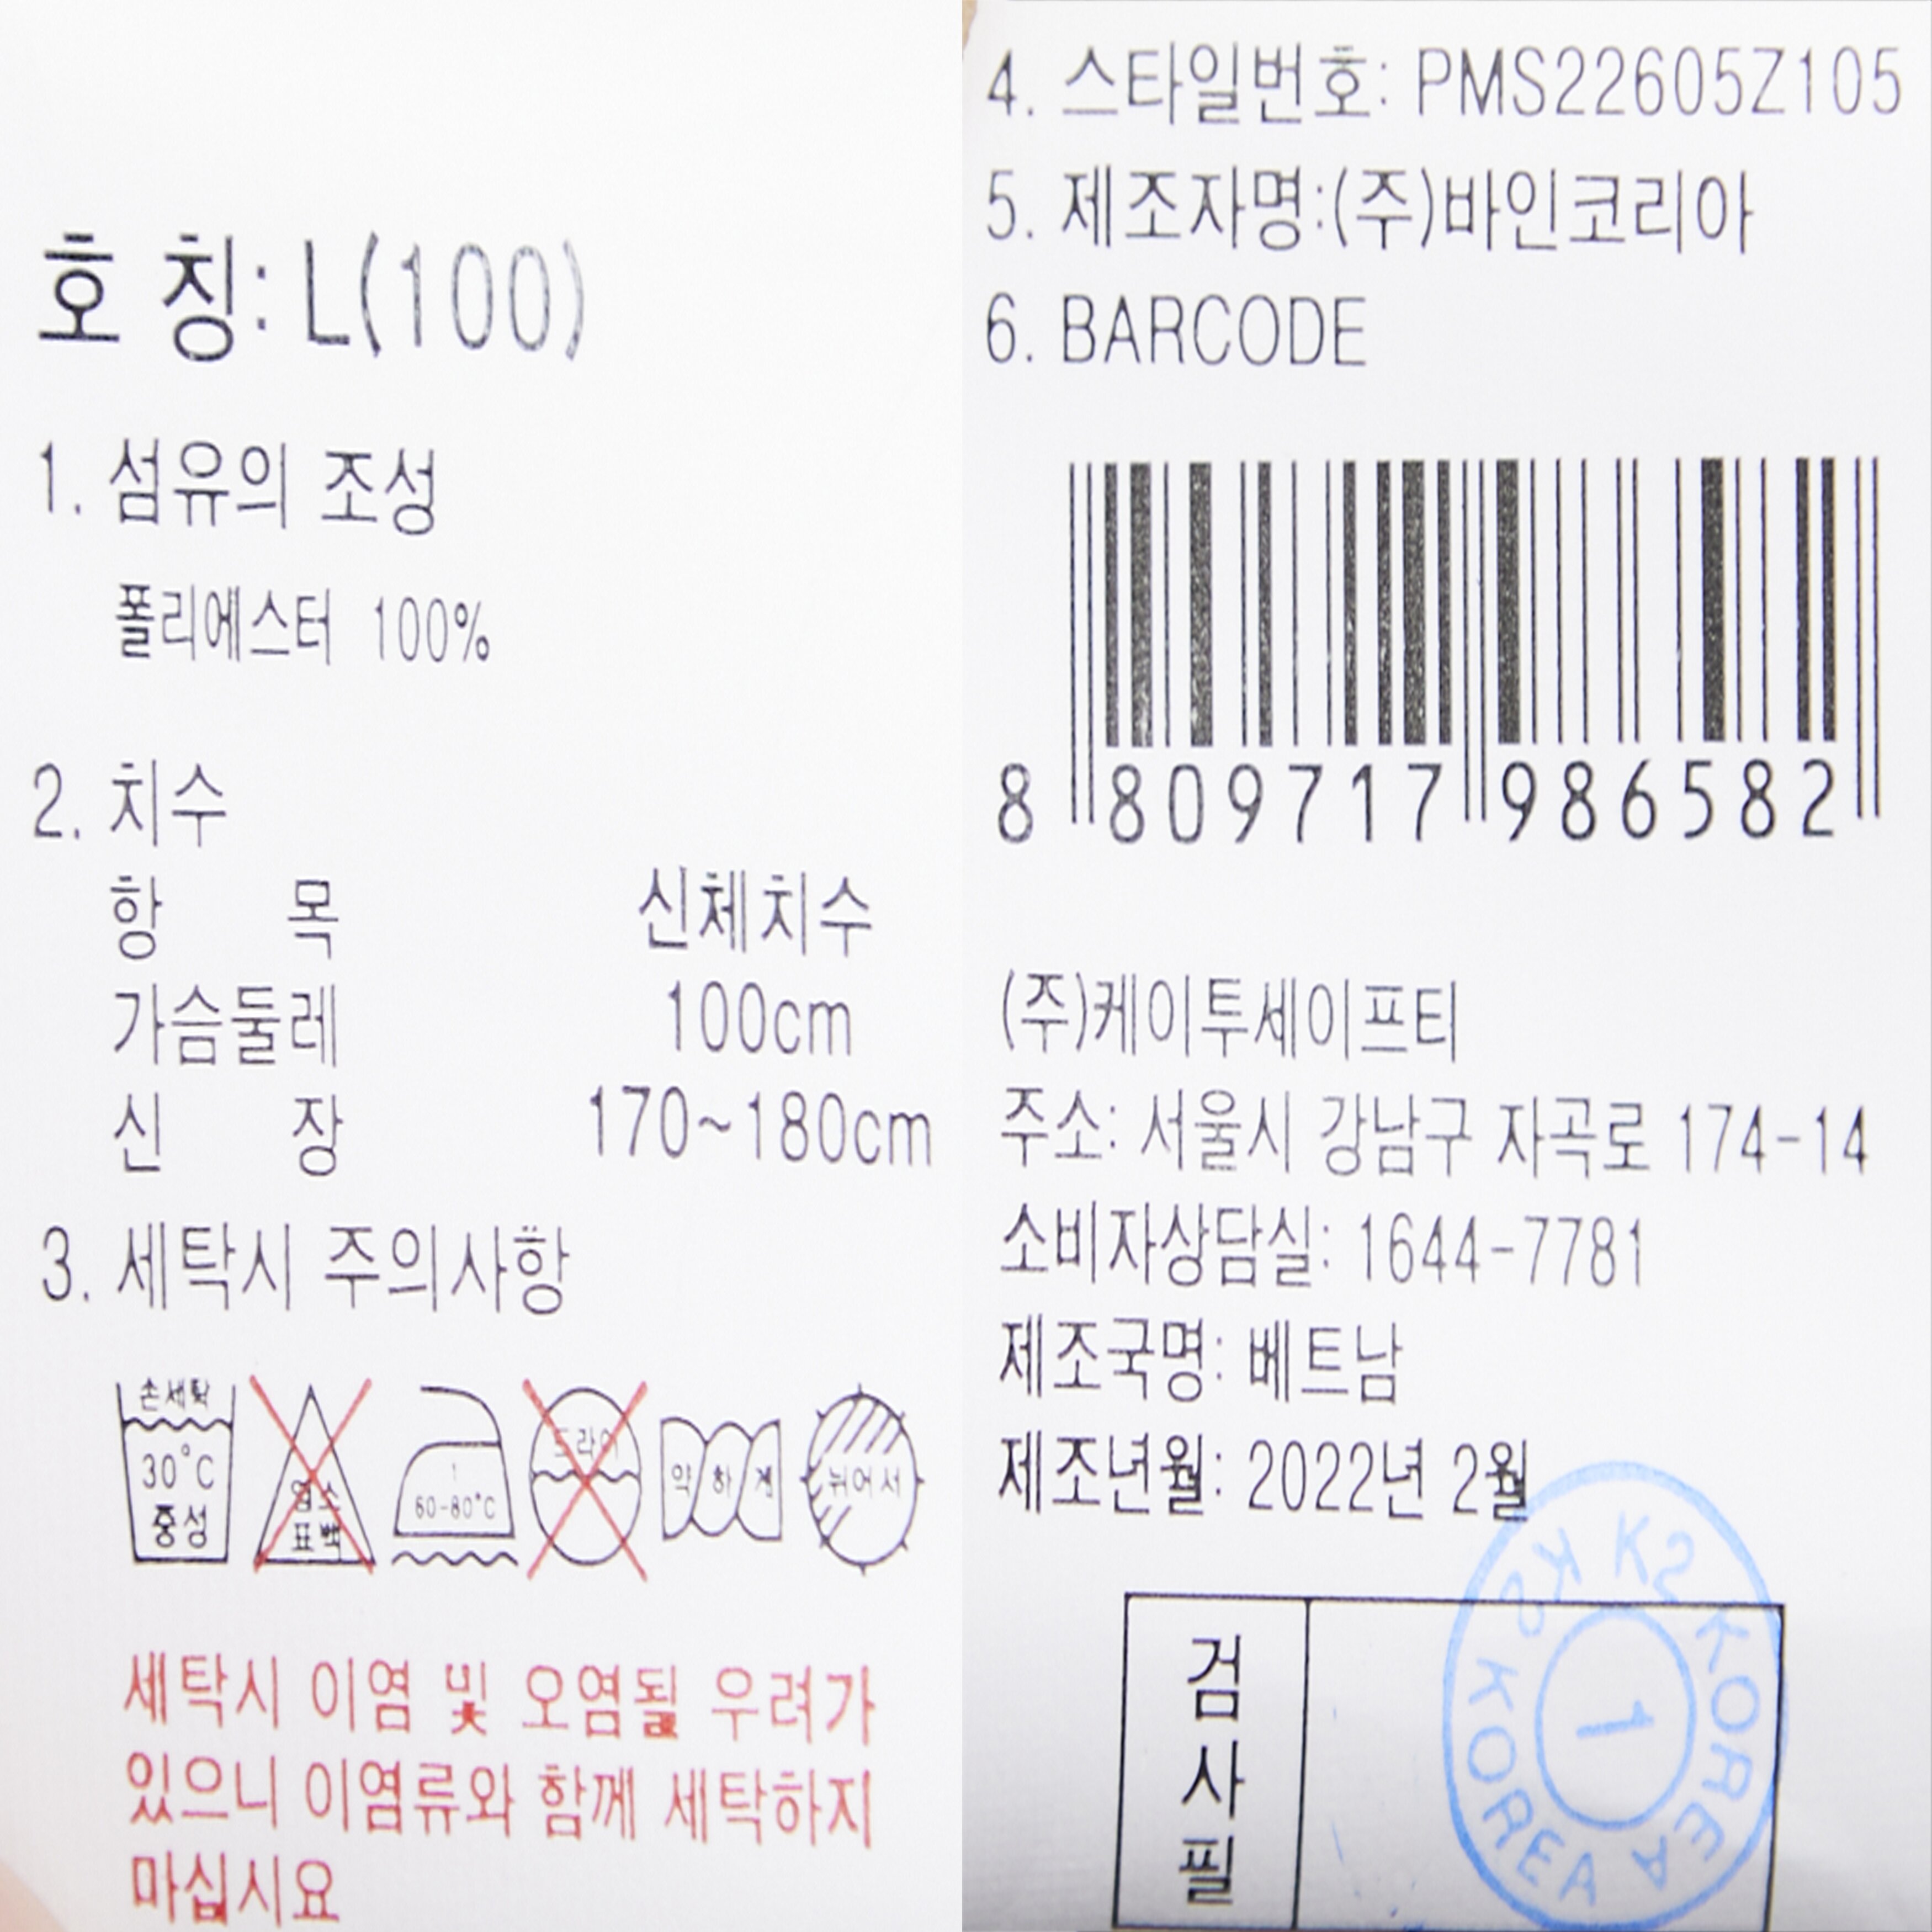 호 칭: L(100)
1. 섬유의 조성
폴리에스터 100%
2. 치수
항 목 신체치수
가슴둘레 100cm
신 장 170~180cm
3. 세탁시 주의사항
손세탁
30°C
중성
염소
표백
1
60-80°C
드라이
약하게
뉘어서
세탁시 이염 및 오염될 우려가
있으니 이염류와 함께 세탁하지
마십시요
4. 스타일번호: PMS22605Z105
5. 제조자명:(주)바인코리아
6. BARCODE
8 809717 986582
(주)케이투세이프티
주소: 서울시 강남구 자곡로 174-14
소비자상담실: 1644-7781
제조국명: 베트남
제조년월: 2022년 2월
검사필
K2 KOREA
KS KOREA
1